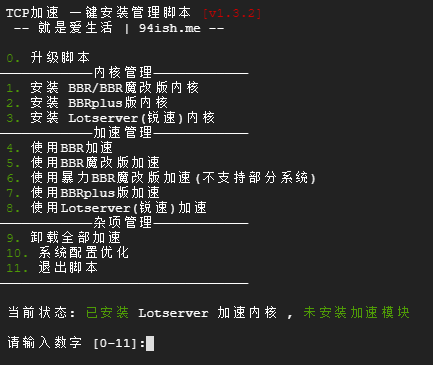 TCP加速 一键安装管理脚本 [v1.3.2]
-- 就是爱生活 | 94ish.me --
0. 升级脚本
————————————内核管理————————————
1. 安装 BBR/BBR魔改版内核
2. 安装 BBRplus版内核
3. 安装 Lotserver(锐速)内核
————————————加速管理————————————
4. 使用BBR加速
5. 使用BBR魔改版加速
6. 使用暴力BBR魔改版加速(不支持部分系统)
7. 使用BBRplus版加速
8. 使用Lotserver(锐速)加速
————————————杂项管理————————————
9. 卸载全部加速
10. 系统配置优化
11. 退出脚本
————————————————————————————————
当前状态: 已安装 Lotserver 加速内核 , 未安装加速模块
请输入数字 [0-11]: